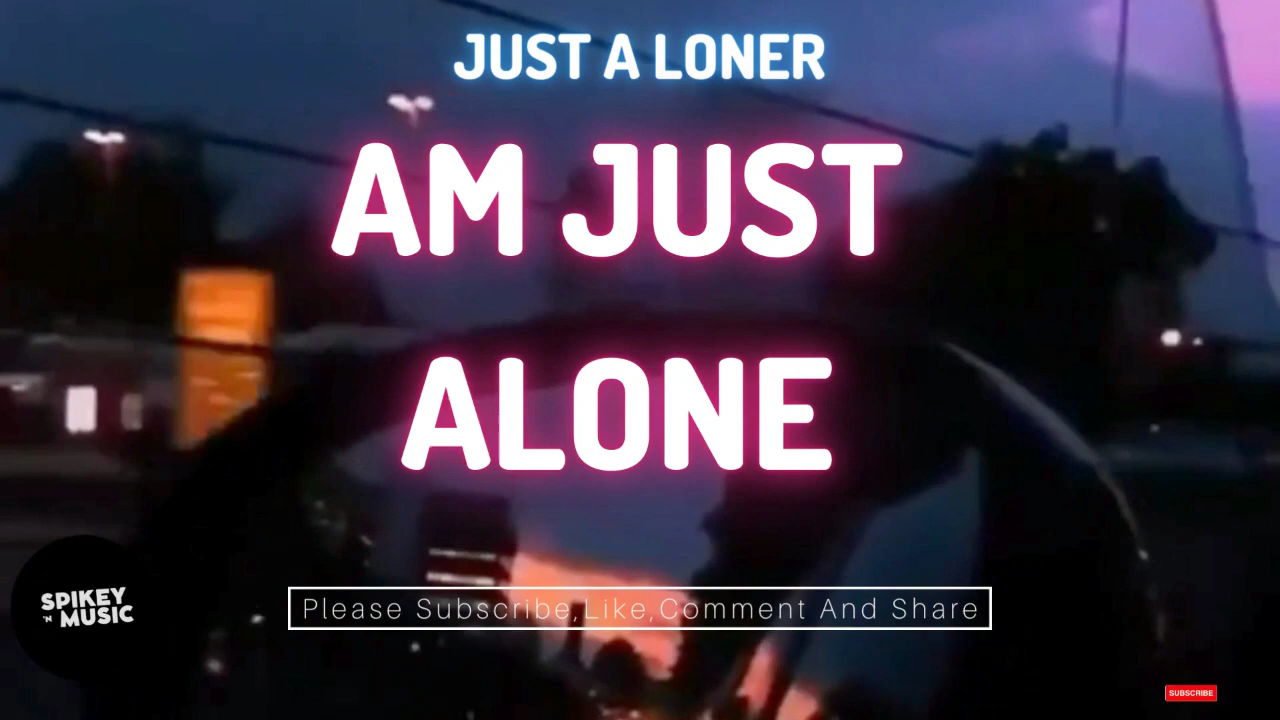 JUST A LONER
AM JUST
ALONE
SPIKEY
'N MUSIC
Please Subscribe,Like,Comment And Share
SUBSCRIBE